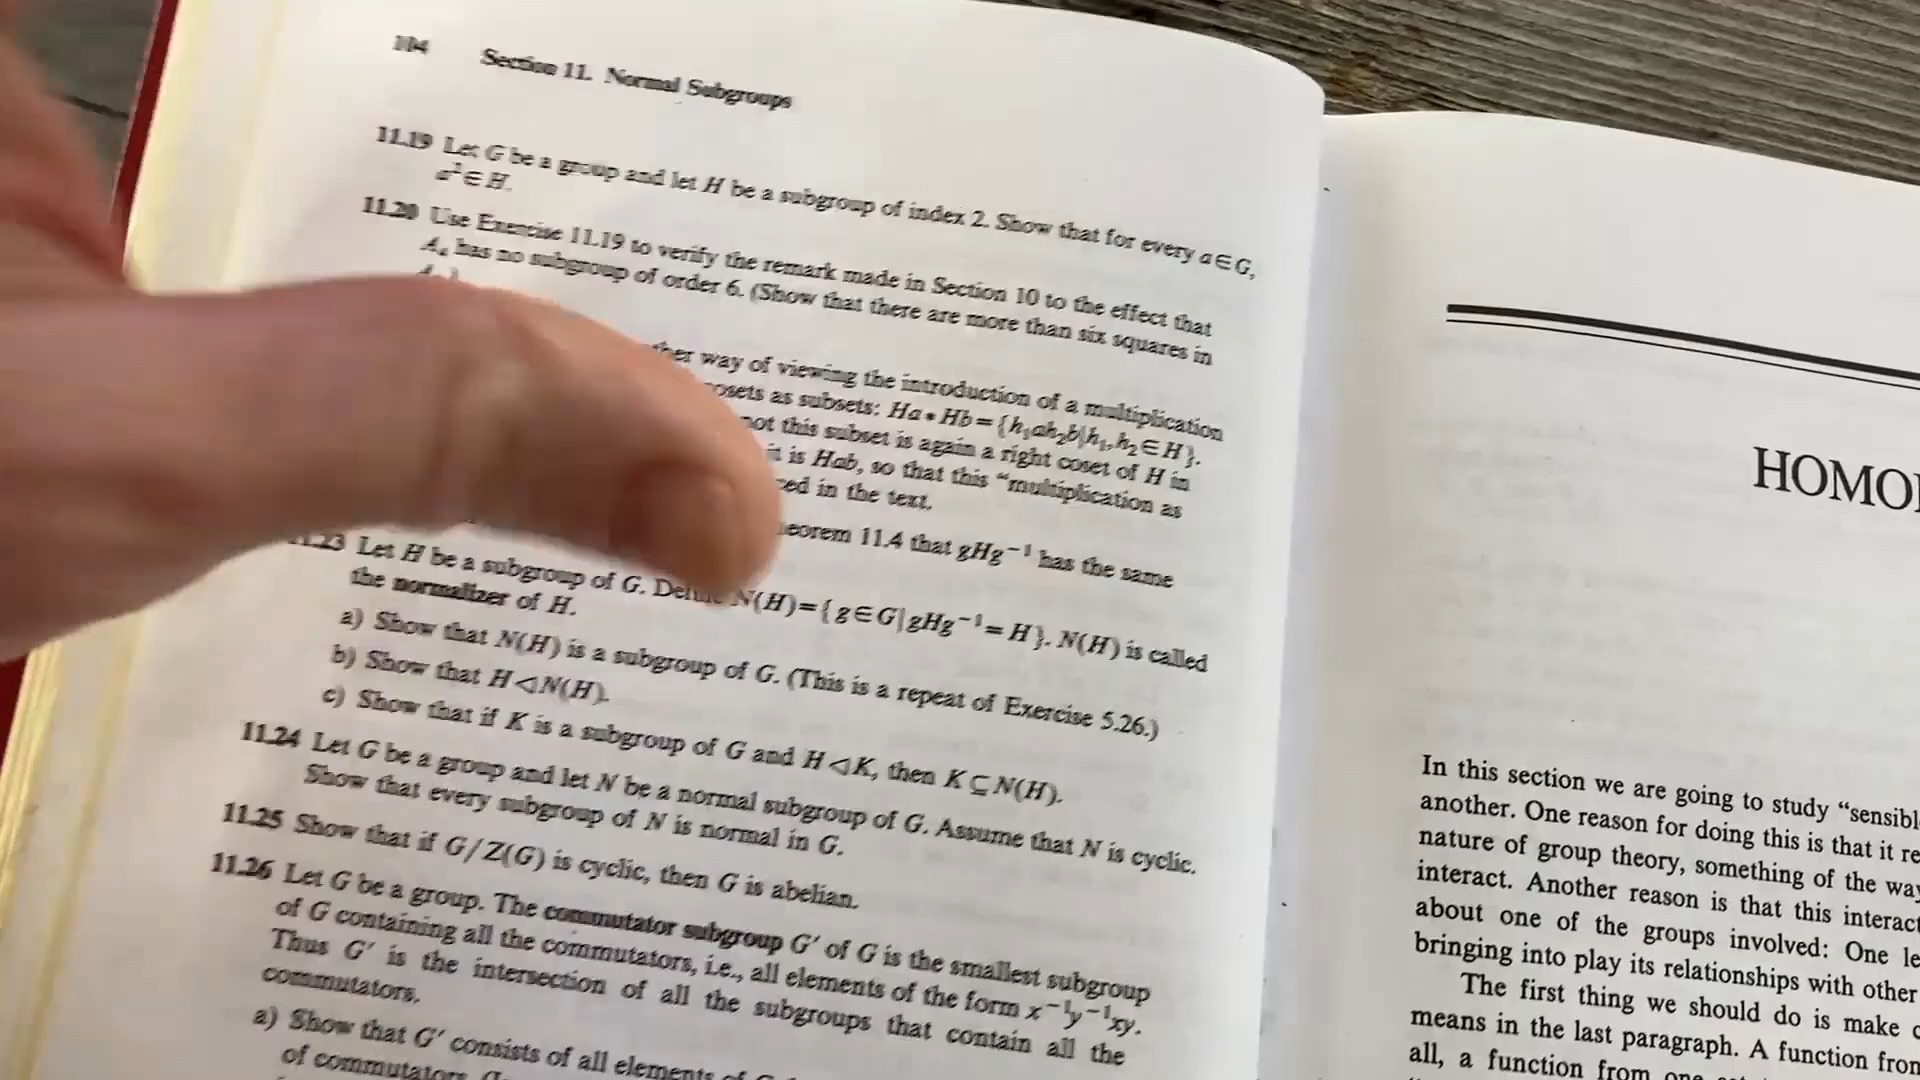 104 Section 11. Normal Subgroups
11.19 Let G be a group and let H be a subgroup of index 2. Show that for every a∈G,
a²∈H.
11.20 Use Exercise 11.19 to verify the remark made in Section 10 to the effect that
A₄ has no subgroup of order 6. (Show that there are more than six squares in
A₄.)
way of viewing the introduction of a multiplication
as subsets: Ha∗Hb={h₁ah₂b|h₁,h₂∈H}.
not this subset is again a right coset of H in
it is Hab, so that this “multiplication as
in the text.
11.4 that gHg⁻¹ has the same
11.23 Let H be a subgroup of G. Define N(H)={g∈G|gHg⁻¹=H}. N(H) is called
the normalizer of H.
a) Show that N(H) is a subgroup of G. (This is a repeat of Exercise 5.26.)
b) Show that H◁N(H).
c) Show that if K is a subgroup of G and H◁K, then K⊆N(H).
11.24 Let G be a group and let N be a normal subgroup of G. Assume that N is cyclic.
Show that every subgroup of N is normal in G.
11.25 Show that if G/Z(G) is cyclic, then G is abelian.
11.26 Let G be a group. The commutator subgroup G′ of G is the smallest subgroup
of G containing all the commutators, i.e., all elements of the form x⁻¹y⁻¹xy.
Thus G′ is the intersection of all the subgroups that contain all the
commutators.
a) Show that G′ consists of all elements of G
of commutators.
HOMO
In this section we are going to study “sensibl
another. One reason for doing this is that it re
nature of group theory, something of the way
interact. Another reason is that this interact
about one of the groups involved: One le
bringing into play its relationships with other
The first thing we should do is make c
means in the last paragraph. A function from
all, a function from one